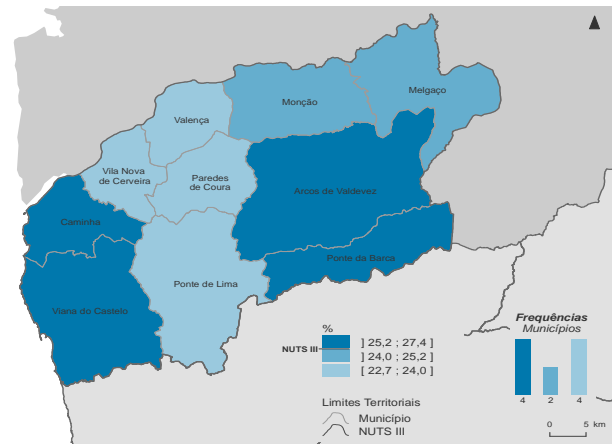 Melgaço
Monção
Valença
Vila Nova
de Cerveira
Paredes
de Coura
Arcos de Valdevez
Caminha
Ponte da Barca
Ponte de Lima
Viana do Castelo
%
NUTS III
] 25,2 ; 27,4 ]
] 24,0 ; 25,2 ]
[ 22,7 ; 24,0 ]
Frequências
Municípios
4 2 4
Limites Territoriais
Município
NUTS III
0 5 km